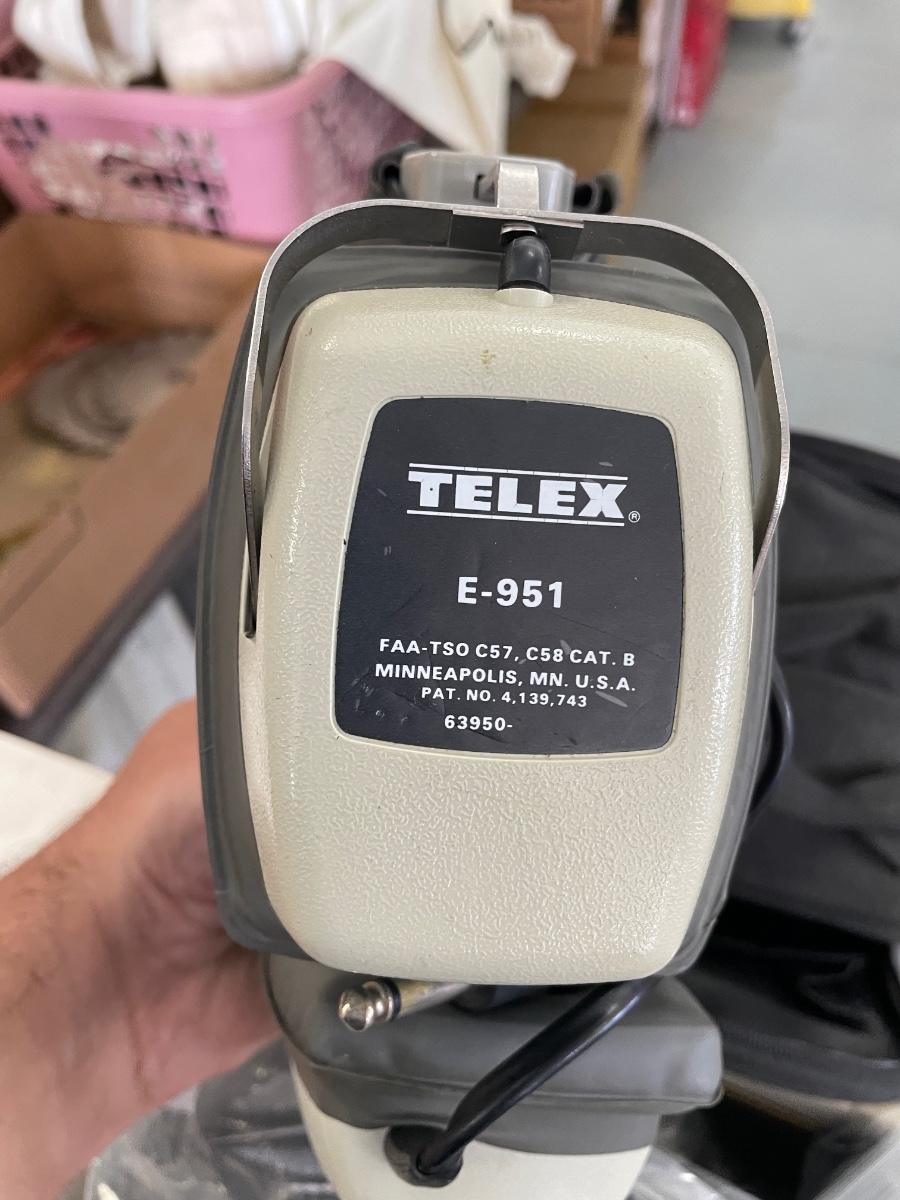 TELEX®
E-951
FAA-TSO C57, C58 CAT. B
MINNEAPOLIS, MN. U.S.A.
PAT. NO. 4,139,743
63950-